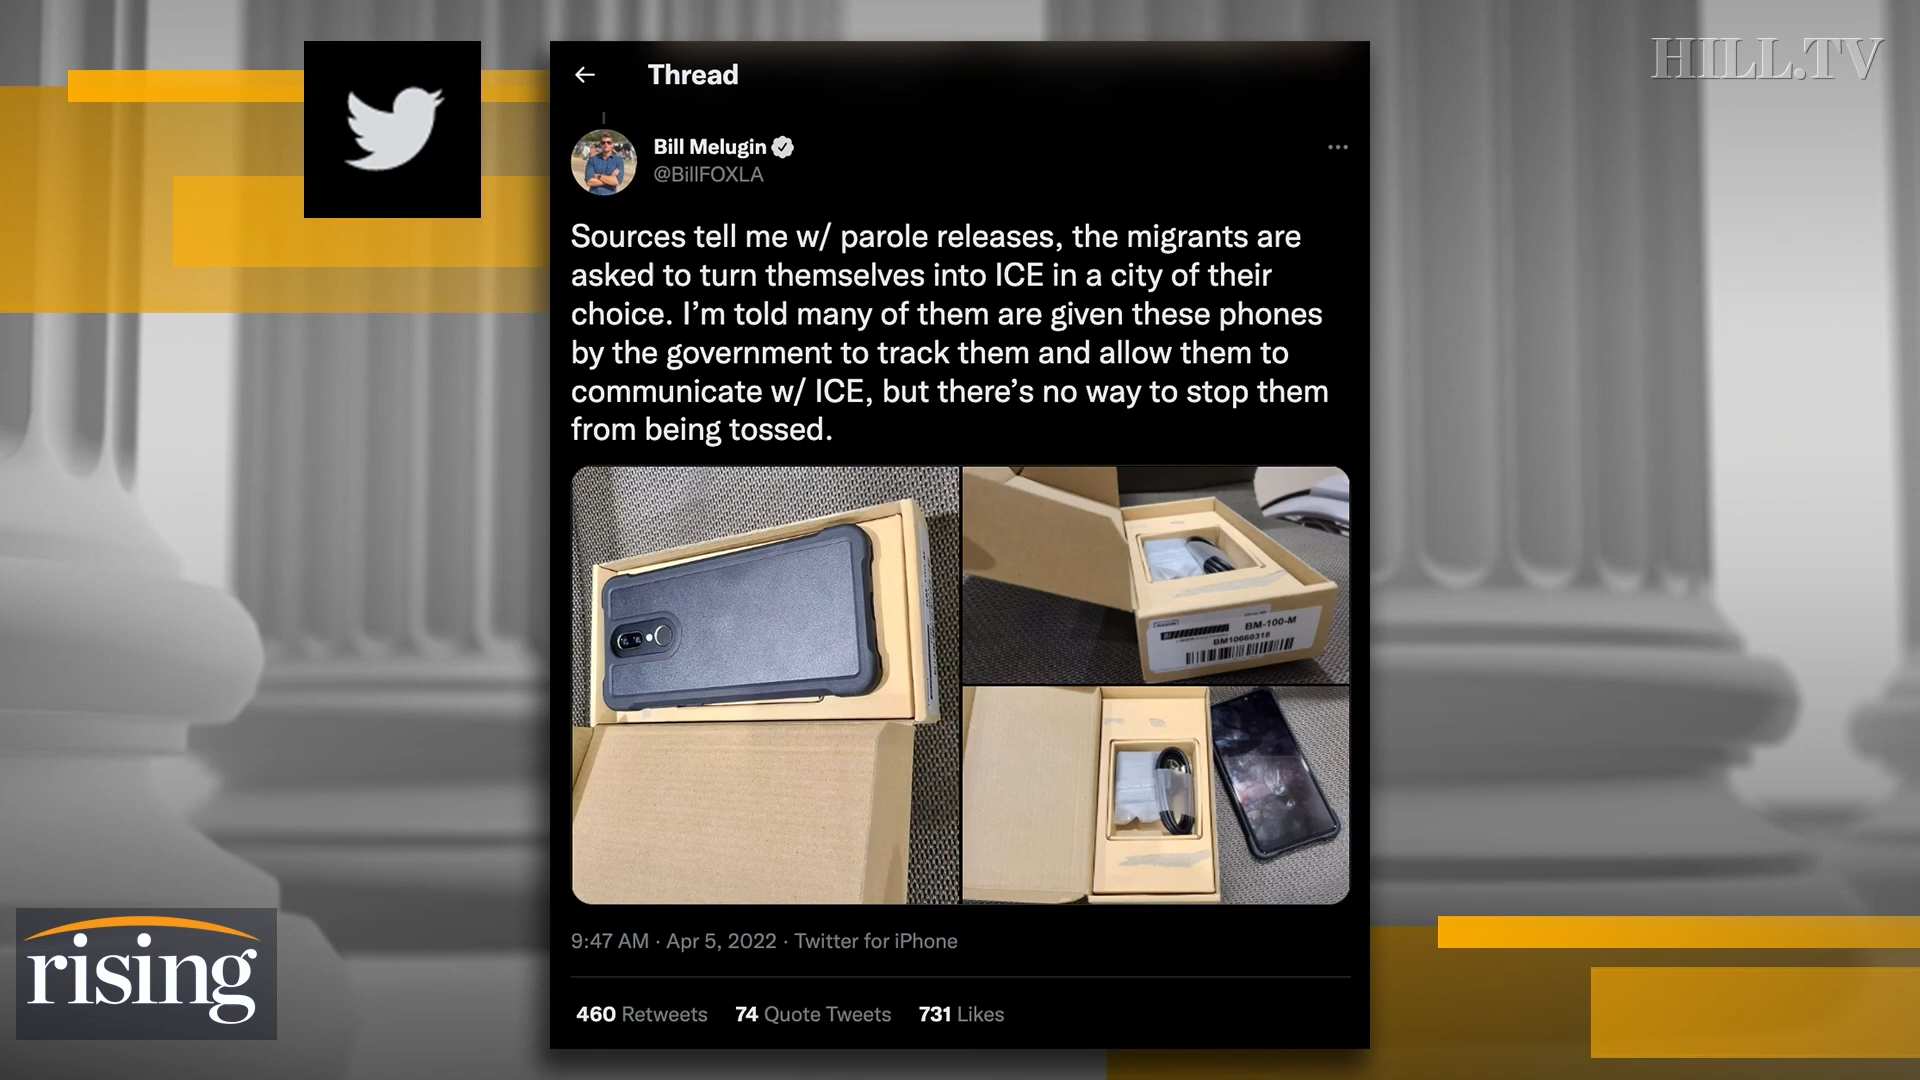 HILL.TV
Thread
Bill Melugin
@BillFOXLA
Sources tell me w/ parole releases, the migrants are
asked to turn themselves into ICE in a city of their
choice. I’m told many of them are given these phones
by the government to track them and allow them to
communicate w/ ICE, but there’s no way to stop them
from being tossed.
BM-100-M
BM10660318
9:47 AM · Apr 5, 2022 · Twitter for iPhone
460 Retweets 74 Quote Tweets 731 Likes
rising